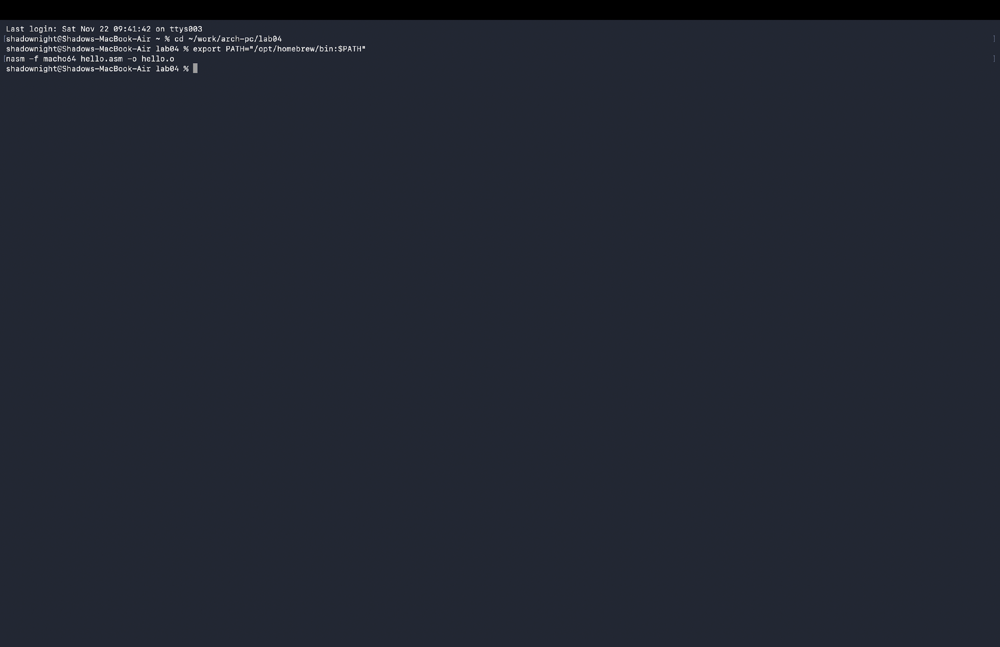 Last login: Sat Nov 22 09:41:42 on ttys003
[shadownight@Shadows-MacBook-Air ~ % cd ~/work/arch-pc/lab04 ]
shadownight@Shadows-MacBook-Air lab04 % export PATH="/opt/homebrew/bin:$PATH"
[nasm -f macho64 hello.asm -o hello.o ]
shadownight@Shadows-MacBook-Air lab04 %